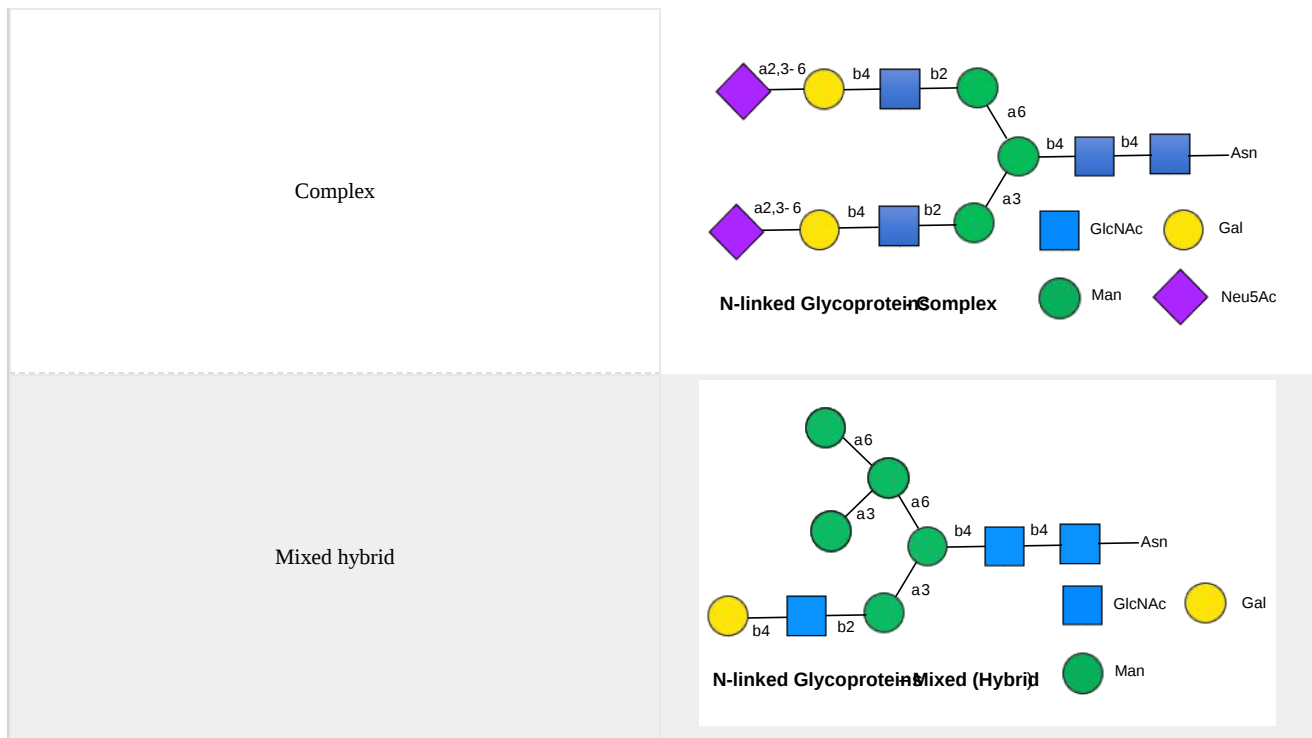 Complex
a2,3-6 b4 b2
a6
b4 b4 Asn
a3
a2,3-6 b4 b2
GlcNAc Gal
Man Neu5Ac
N-linked Glycoproteins-Complex
Mixed hybrid
a6
a3 a6
b4 b4 Asn
a3
b4 b2
GlcNAc Gal
Man
N-linked Glycoproteins-Mixed (Hybrid)